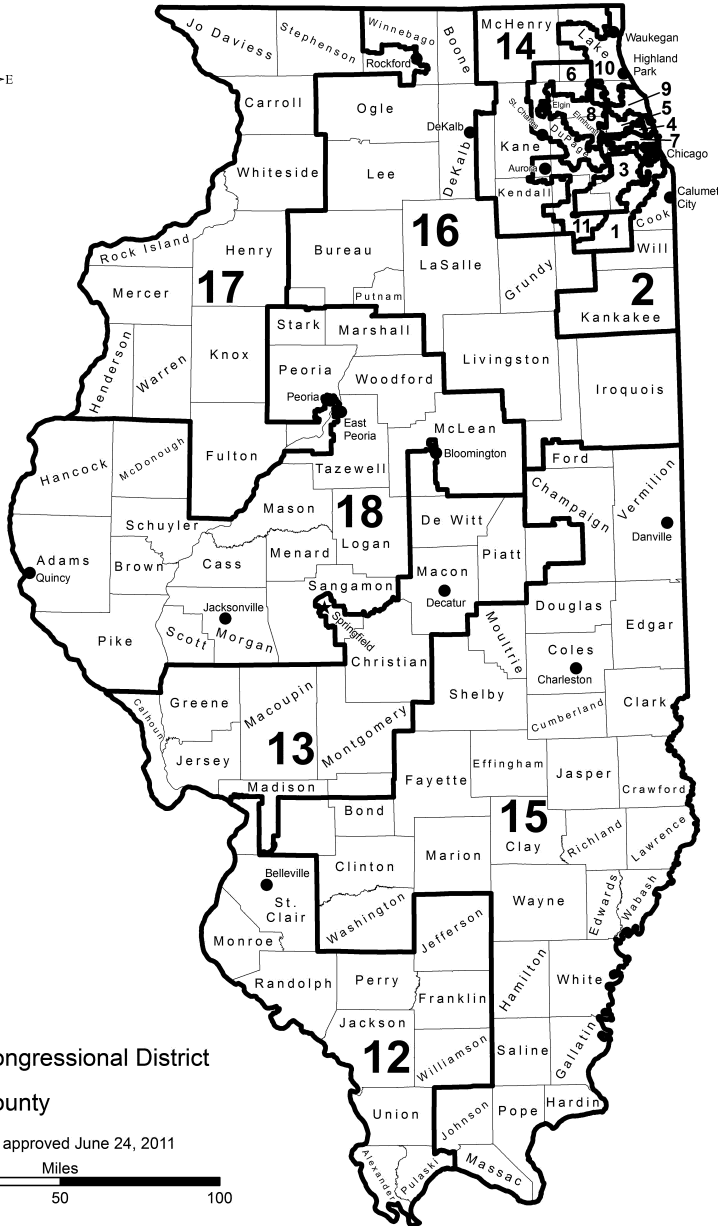 Jo Daviess
Stephenson
Winnebago
Rockford
Boone
McHenry
14
Lake
Waukegan
Highland
Park
E
6
10
9
5
4
7
8
Carroll
Ogle
DeKalb
DeKalb
Elgin
St. Charles
Elmhurst
DuPage
Kane
Chicago
Whiteside
Lee
Aurora
3
Kendall
Calumet
City
Cook
11
1
Will
Rock Island
Henry
Bureau
16
LaSalle
Grundy
Mercer
17
Putnam
2
Kankakee
Stark
Marshall
Henderson
Warren
Knox
Peoria
Peoria
Woodford
Livingston
Iroquois
East
Peoria
McLean
Bloomington
Hancock
McDonough
Fulton
Tazewell
Ford
Champaign
Vermilion
Danville
Schuyler
Mason
18
Logan
De Witt
Piatt
Adams
Quincy
Brown
Cass
Menard
Sangamon
Macon
Decatur
Jacksonville
Springfield
Douglas
Edgar
Pike
Scott
Morgan
Christian
Moultrie
Coles
Charleston
Shelby
Cumberland
Clark
Calhoun
Greene
Macoupin
Montgomery
13
Jersey
Madison
Fayette
Effingham
Jasper
Crawford
Bond
15
Clay
Richland
Lawrence
Clinton
Marion
Belleville
St.
Clair
Washington
Wayne
Edwards
Wabash
Monroe
Jefferson
Randolph
Perry
Hamilton
White
Franklin
Jackson
12
Williamson
Saline
Gallatin
Union
Johnson
Pope
Hardin
Alexander
Pulaski
Massac
ongressional District
ounty
approved June 24, 2011
Miles
50
100